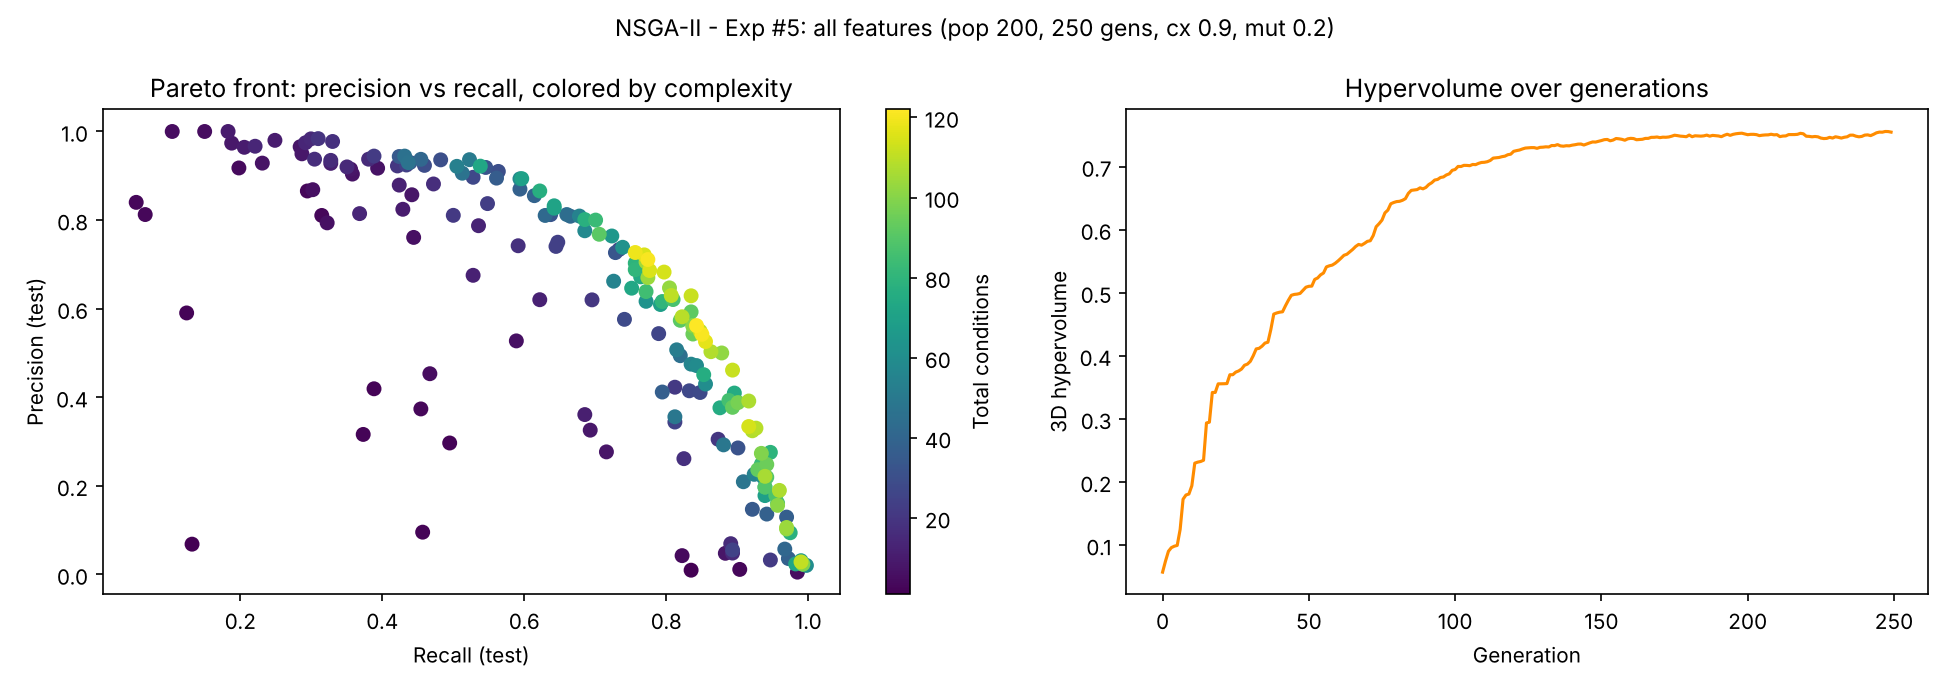 NSGA-II - Exp #5: all features (pop 200, 250 gens, cx 0.9, mut 0.2)
Pareto front: precision vs recall, colored by complexity
1.0
0.8
0.6
0.4
0.2
0.0
Precision (test)
0.2 0.4 0.6 0.8 1.0
Recall (test)
120
100
80
60
40
20
Total conditions
Hypervolume over generations
0.7
0.6
0.5
0.4
0.3
0.2
0.1
3D hypervolume
0 50 100 150 200 250
Generation